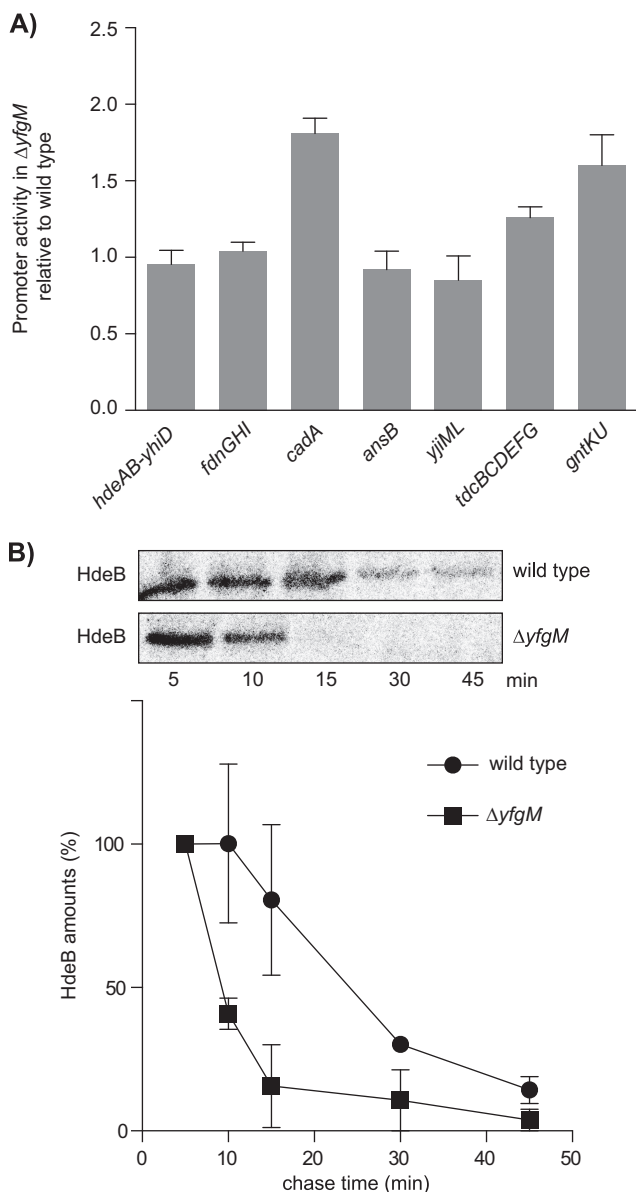 A)
Promoter activity in ΔyfgM
relative to wild type
2.5
2.0
1.5
1.0
0.5
0.0
hdeAB-yhiD
fdnGHI
cadA
ansB
yjiML
tdcBCDEFG
gntKU
B)
HdeB
wild type
HdeB
ΔyfgM
5 10 15 30 45 min
wild type
ΔyfgM
HdeB amounts (%)
100
50
0
0 10 20 30 40 50
chase time (min)